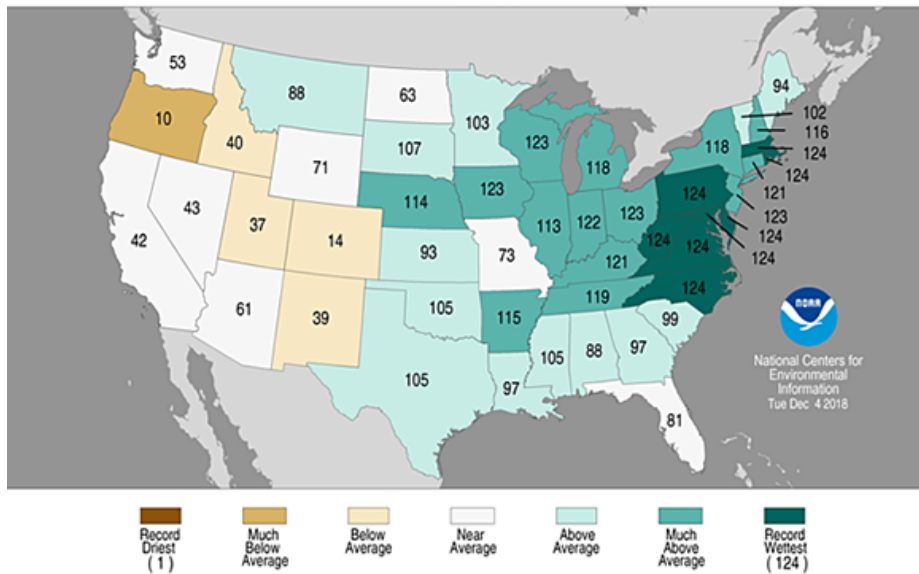 53
88
63
103
94
10
40
71
107
123
118
118
102
116
124
124
121
123
124
124
43
37
14
114
123
113
122
123
124
124
124
42
93
73
121
61
39
105
115
119
124
105
105
88
97
99
97
81
NOAA
National Centers for
Environmental
Information
Tue Dec 4 2018
Record
Driest
(1)
Much
Below
Average
Below
Average
Near
Average
Above
Average
Much
Above
Average
Record
Wettest
(124)